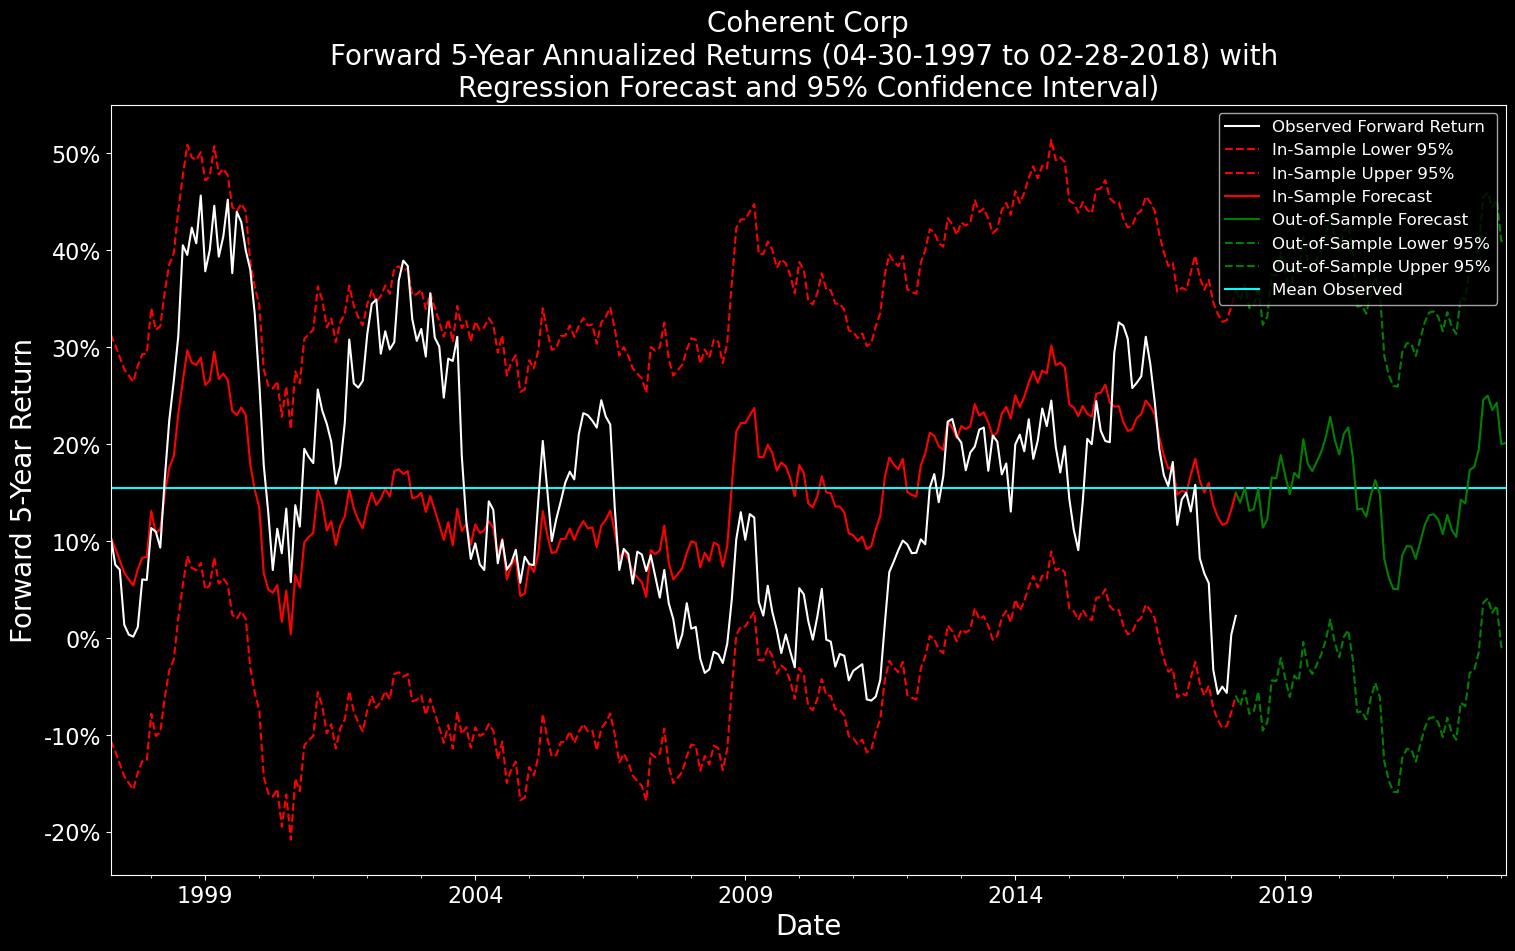 Coherent Corp
Forward 5-Year Annualized Returns (04-30-1997 to 02-28-2018) with
Regression Forecast and 95% Confidence Interval)
Forward 5-Year Return
50%
40%
30%
20%
10%
0%
-10%
-20%
Observed Forward Return
In-Sample Lower 95%
In-Sample Upper 95%
In-Sample Forecast
Out-of-Sample Forecast
Out-of-Sample Lower 95%
Out-of-Sample Upper 95%
Mean Observed
1999
2004
2009
2014
2019
Date